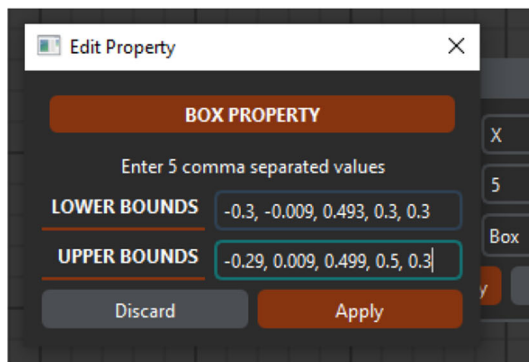 Edit Property
BOX PROPERTY
Enter 5 comma separated values
LOWER BOUNDS -0.3, -0.009, 0.493, 0.3, 0.3
UPPER BOUNDS -0.29, 0.009, 0.499, 0.5, 0.3
Discard Apply
X
5
Box
y